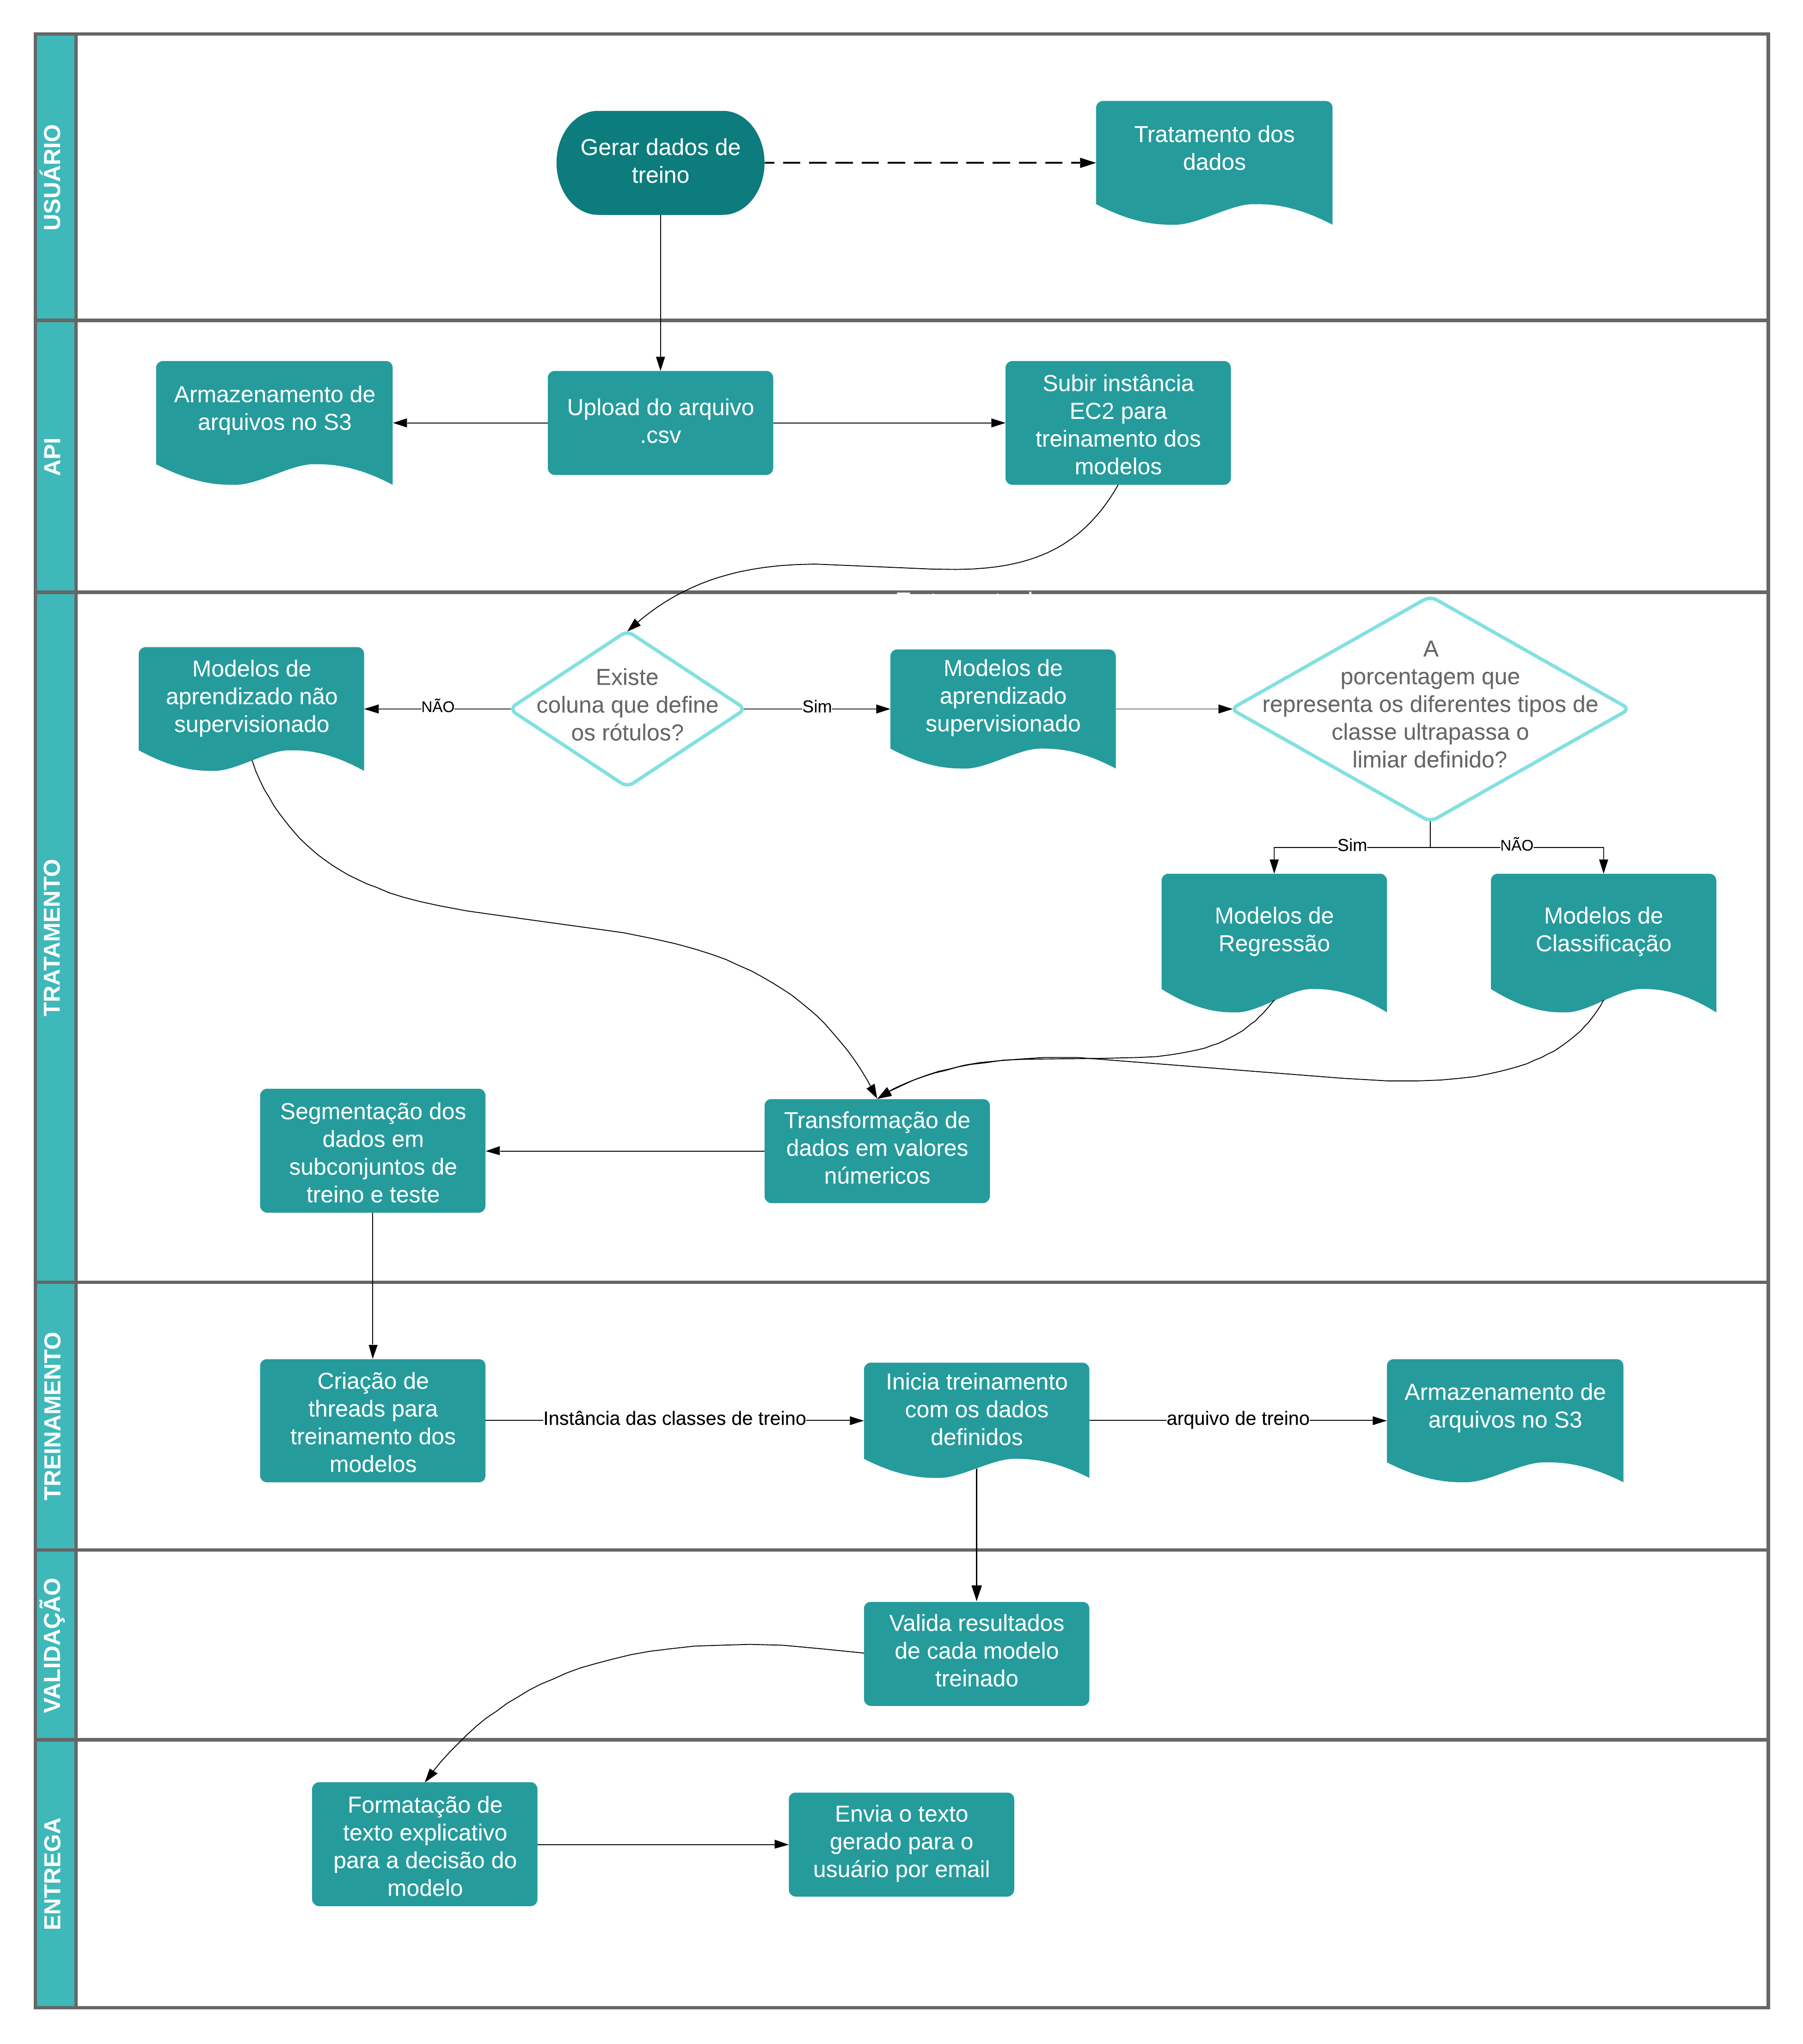 USUÁRIO
Gerar dados de
treino
Tratamento dos
dados
API
Armazenamento de
arquivos no S3
Upload do arquivo
.csv
Subir instância
EC2 para
treinamento dos
modelos
TRATAMENTO
Modelos de
aprendizado não
supervisionado
NÃO
Existe
coluna que define
os rótulos?
Sim
Modelos de
aprendizado
supervisionado
A
porcentagem que
representa os diferentes tipos de
classe ultrapassa o
limiar definido?
Sim
NÃO
Modelos de
Regressão
Modelos de
Classificação
Segmentação dos
dados em
subconjuntos de
treino e teste
Transformação de
dados em valores
númericos
TREINAMENTO
Criação de
threads para
treinamento dos
modelos
Instância das classes de treino
Inicia treinamento
com os dados
definidos
arquivo de treino
Armazenamento de
arquivos no S3
VALIDAÇÃO
Valida resultados
de cada modelo
treinado
ENTREGA
Formatação de
texto explicativo
para a decisão do
modelo
Envia o texto
gerado para o
usuário por email